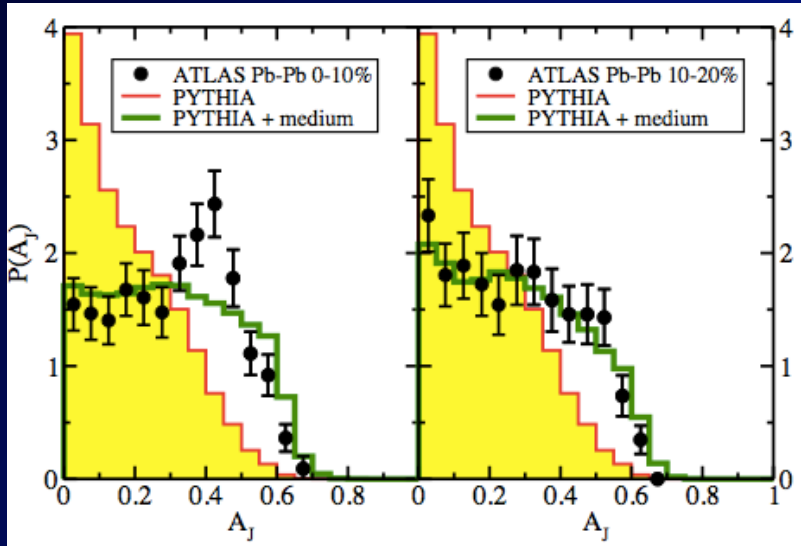 4
ATLAS Pb-Pb 0-10%
PYTHIA
PYTHIA + medium
3
2
P(A_J)
1
0
0 0.2 0.4 0.6 0.8
A_J
ATLAS Pb-Pb 10-20%
PYTHIA
PYTHIA + medium
4
3
2
1
0
0 0.2 0.4 0.6 0.8 1
A_J